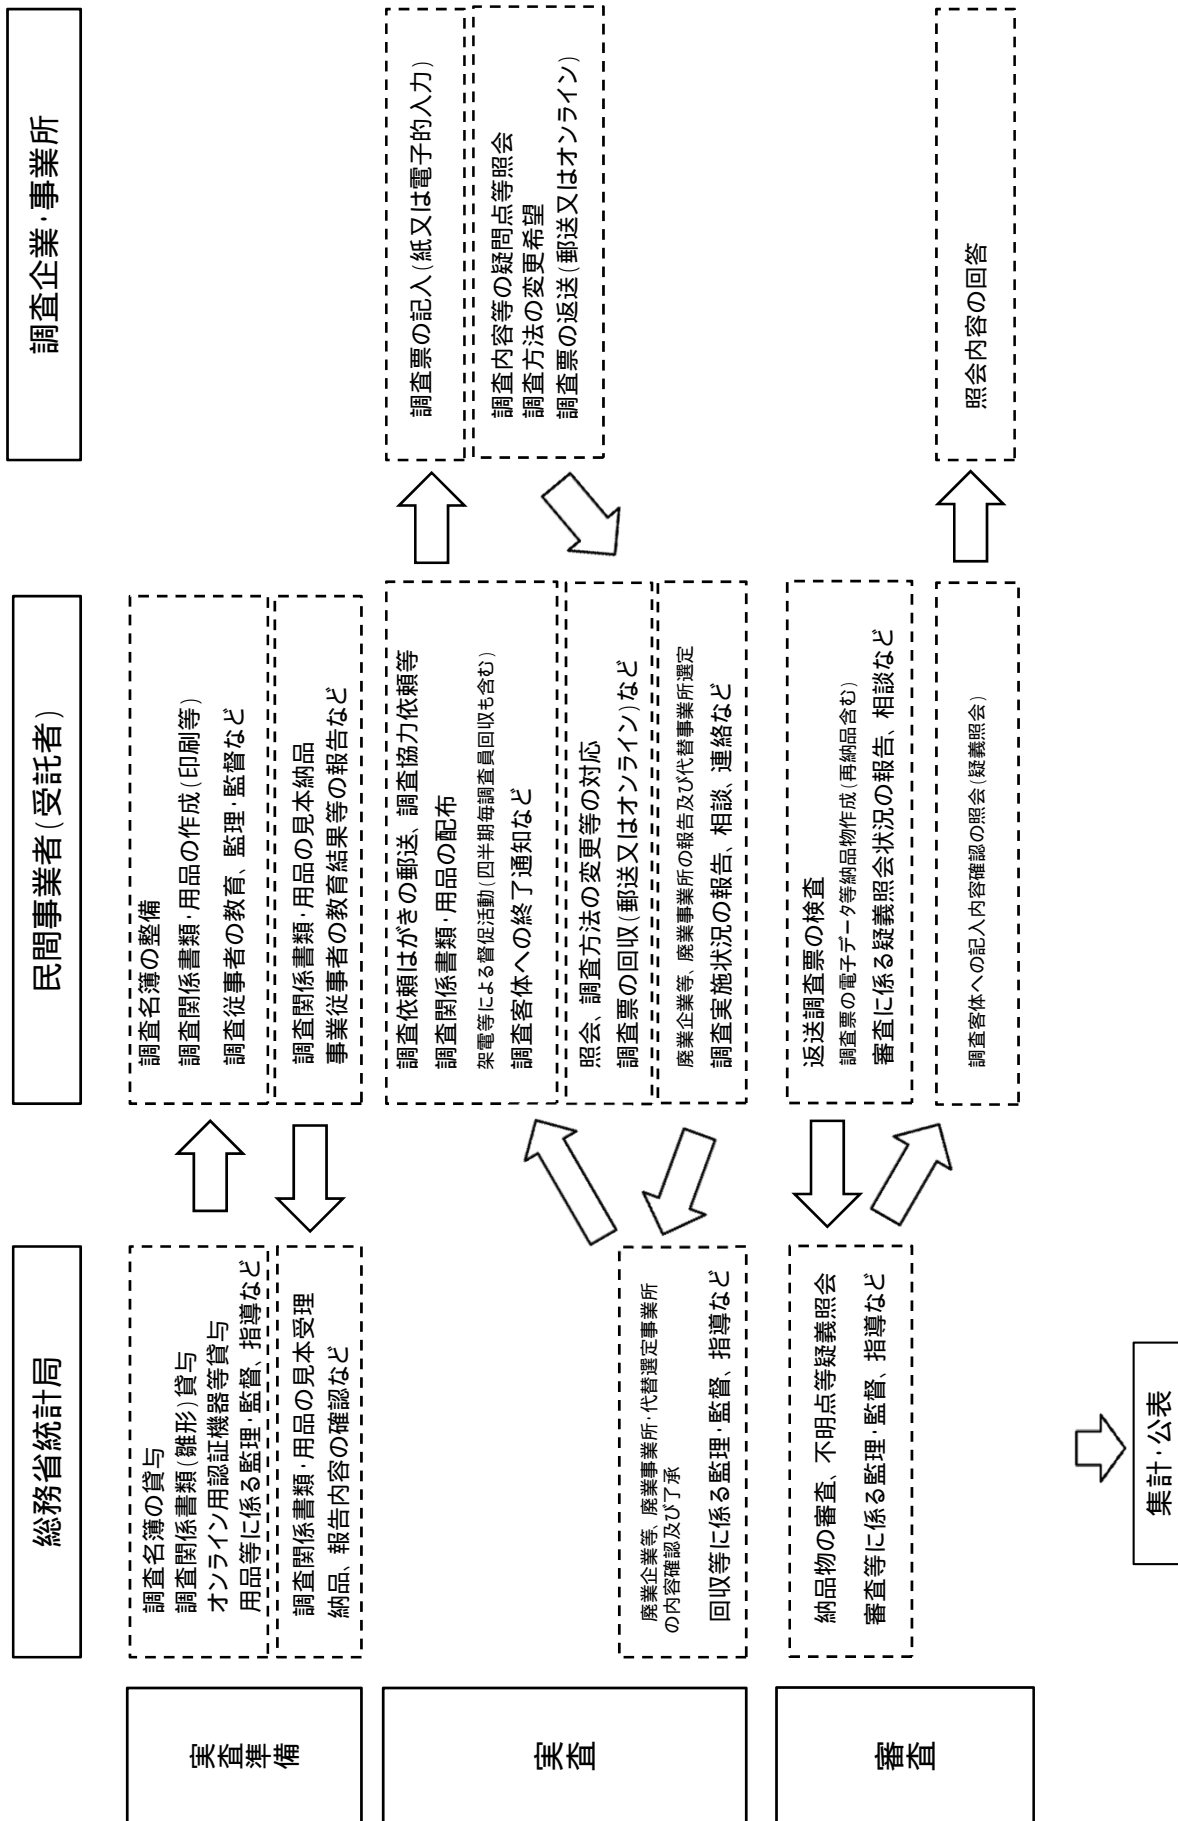 総務省統計局
民間事業者(受託者)
調査企業・事業所
実査準備
調査名簿の貸与
調査関係書類(雛形)貸与
オンライン用認証機器等貸与
用品等に係る監理・監督、指導など
調査名簿の整備
調査関係書類・用品の作成(印刷等)
調査従事者の教育、監理・監督など
調査関係書類・用品の見本受理
納品、報告内容の確認など
調査関係書類・用品の見本納品
事業従事者の教育結果等の報告など
実査
調査依頼はがきの郵送、調査協力依頼等
調査関係書類・用品の配布
架電等による督促活動(四半期毎調査員回収も含む)
調査客体への終了通知など
調査票の記入(紙又は電子的入力)
調査内容等の疑問点等照会
調査方法の変更希望
調査票の返送(郵送又はオンライン)
照会、調査方法の変更等の対応
調査票の回収(郵送又はオンライン)など
廃業企業等、廃業事業所・代替選定事業所
の内容確認及び了承
回収等に係る監理・監督、指導など
廃業企業等、廃業事業所の報告及び代替事業所選定
調査実施状況の報告、相談、連絡など
審査
納品物の審査、不明点等疑義照会
審査等に係る監理・監督、指導など
返送調査票の検査
調査票の電子データ等納品物作成(再納品含む)
審査に係る疑義照会状況の報告、相談など
調査客体への記入内容確認の照会(疑義照会)
照会内容の回答
集計・公表